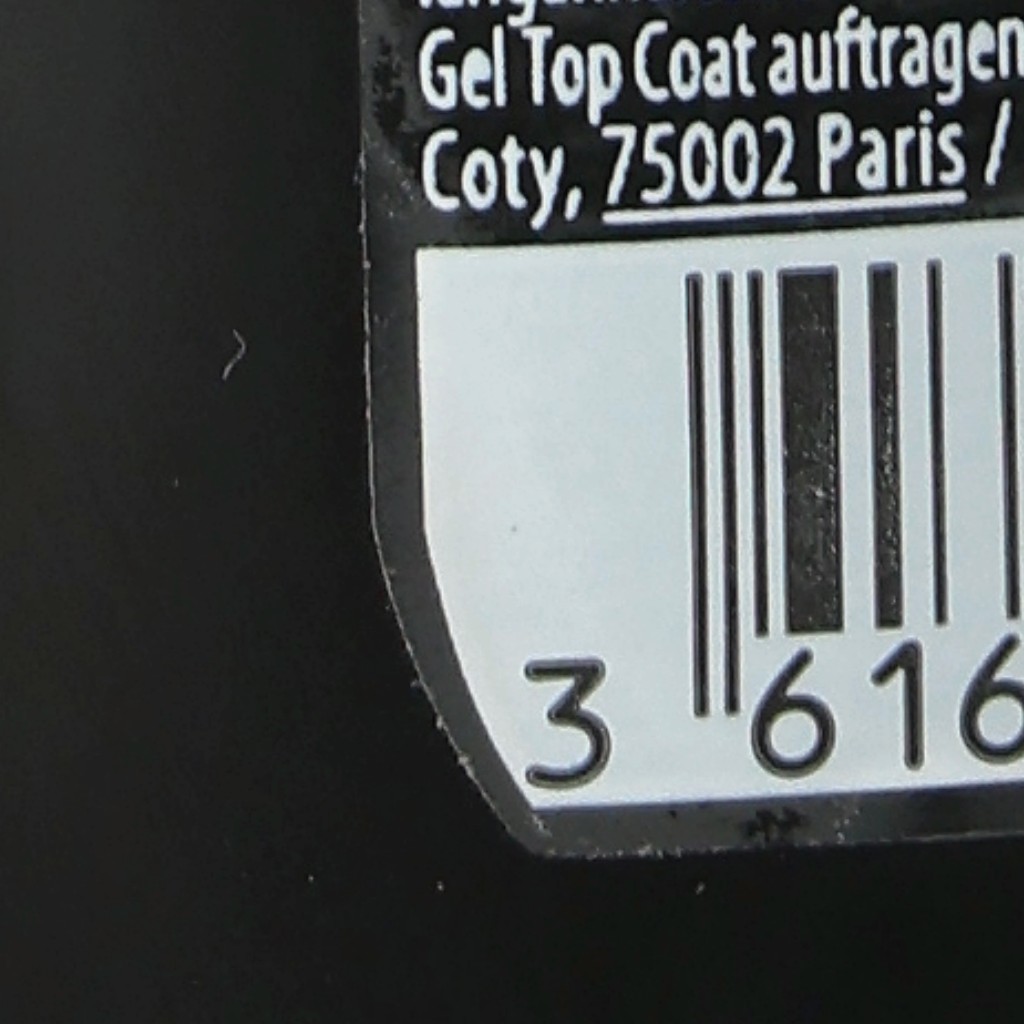 Gel Top Coat auftragen
Coty, 75002 Paris /
3 616